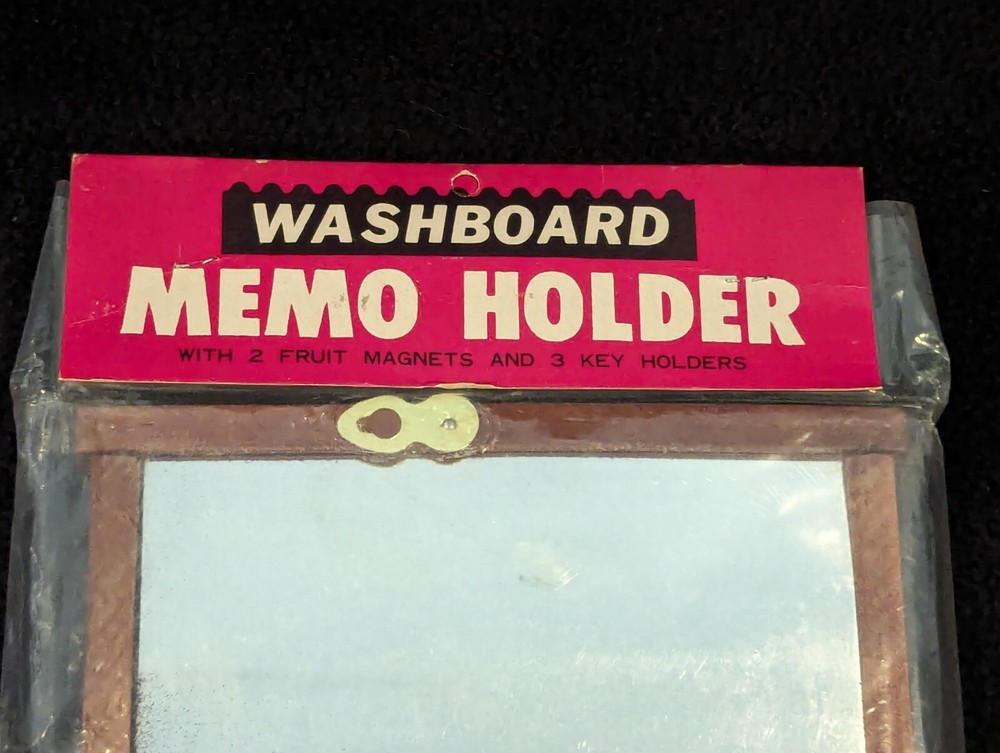 WASHBOARD
MEMO HOLDER
WITH 2 FRUIT MAGNETS AND 3 KEY HOLDERS